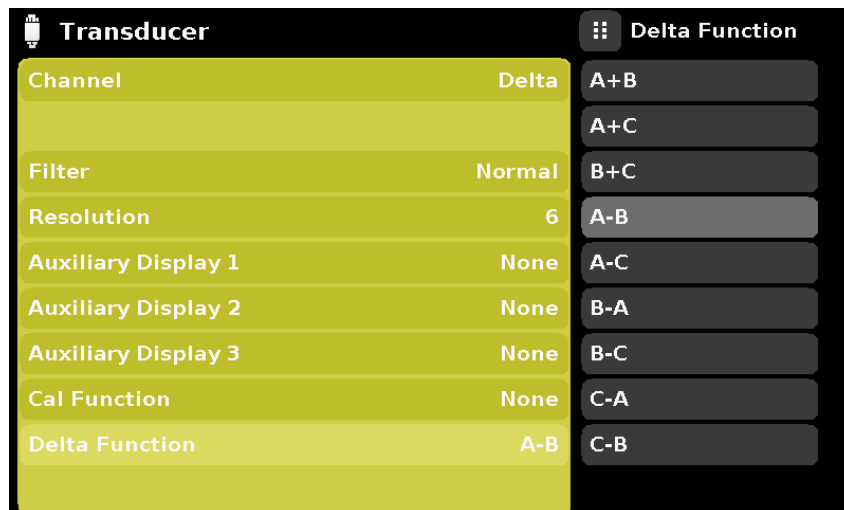 Transducer
Channel Delta
Filter Normal
Resolution 6
Auxiliary Display 1 None
Auxiliary Display 2 None
Auxiliary Display 3 None
Cal Function None
Delta Function A-B
Delta Function
A+B
A+C
B+C
A-B
A-C
B-A
B-C
C-A
C-B